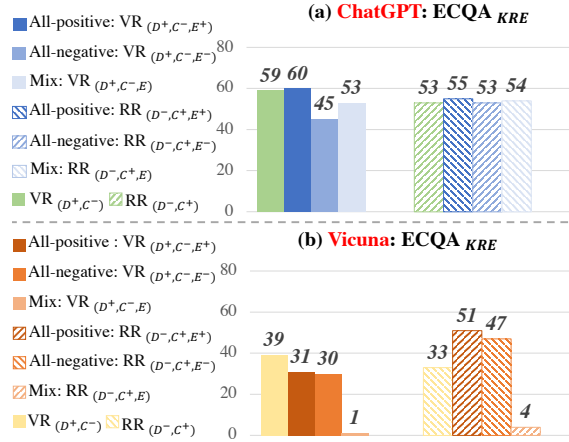 (a) ChatGPT: ECQA KRE
All-positive: VR (D+,C−,E+)
All-negative: VR (D+,C−,E−)
Mix: VR (D+,C−,E)
All-positive: RR (D−,C+,E+)
All-negative: RR (D−,C+,E−)
Mix: RR (D−,C+,E)
VR (D+,C−) RR (D−,C+)
80
60
40
20
0
59 60 45 53 53 55 53 54
(b) Vicuna: ECQA KRE
All-positive : VR (D+,C−,E+)
All-negative: VR (D+,C−,E−)
Mix: VR (D+,C−,E)
All-positive: RR (D−,C+,E+)
All-negative: RR (D−,C+,E−)
Mix: RR (D−,C+,E)
VR (D+,C−) RR (D−,C+)
80
60
40
20
0
39 31 30 1 33 51 47 4